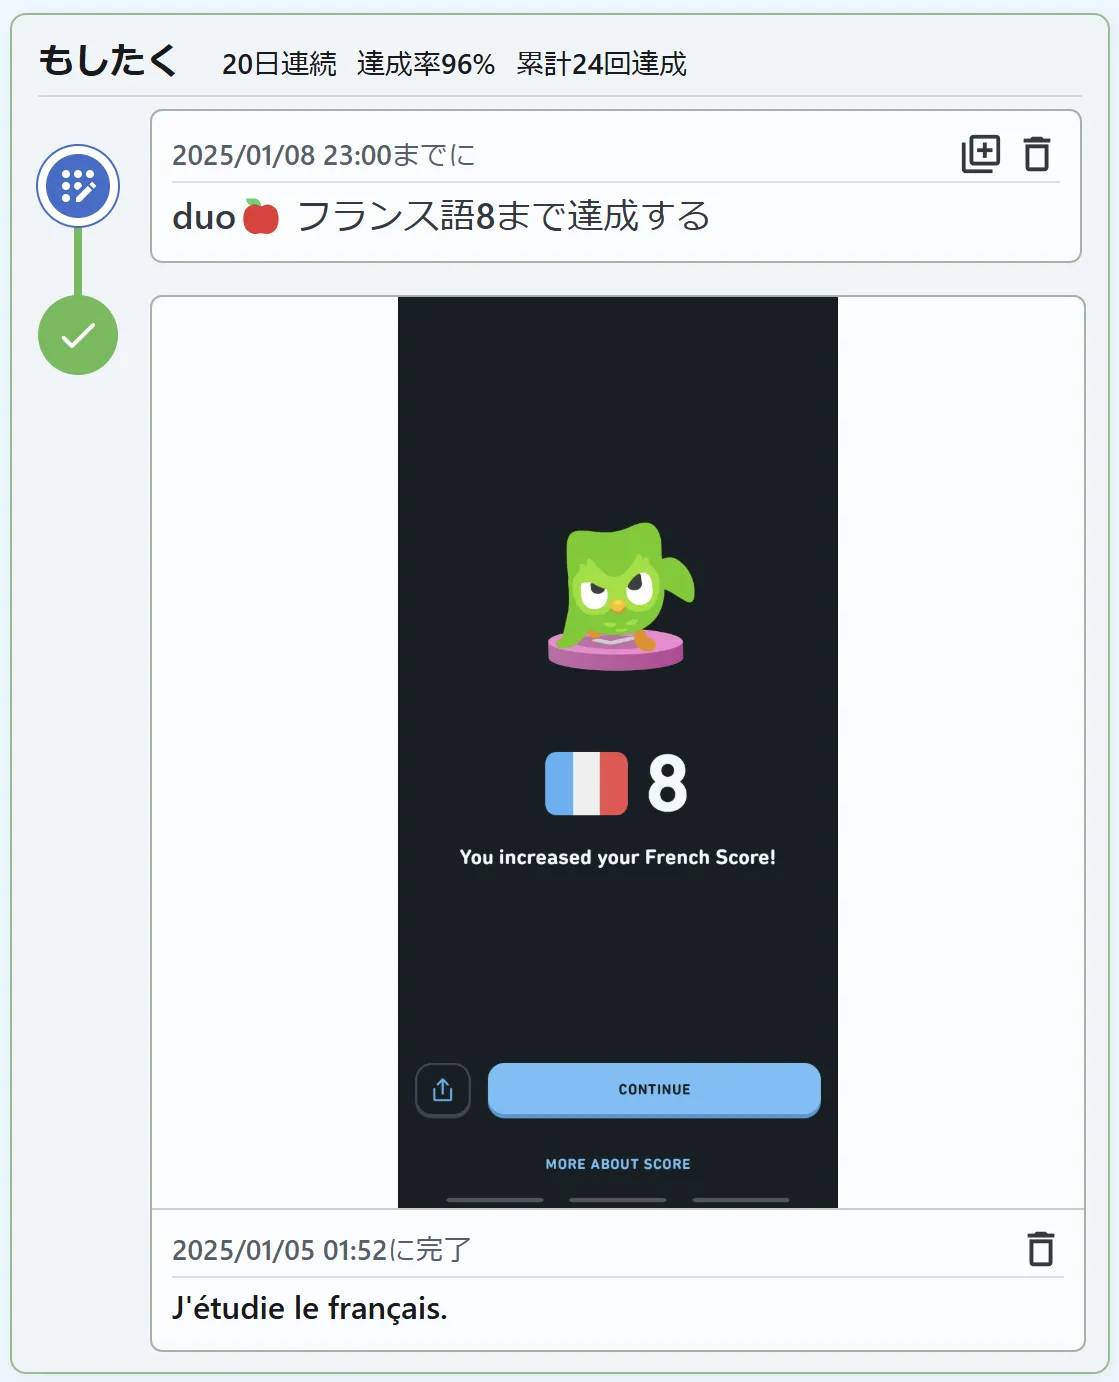 もしたく 20日連続 達成率96% 累計24回達成
2025/01/08 23:00までに
duo🍎 フランス語8まで達成する
8
You increased your French Score!
CONTINUE
MORE ABOUT SCORE
2025/01/05 01:52に完了
J'étudie le français.